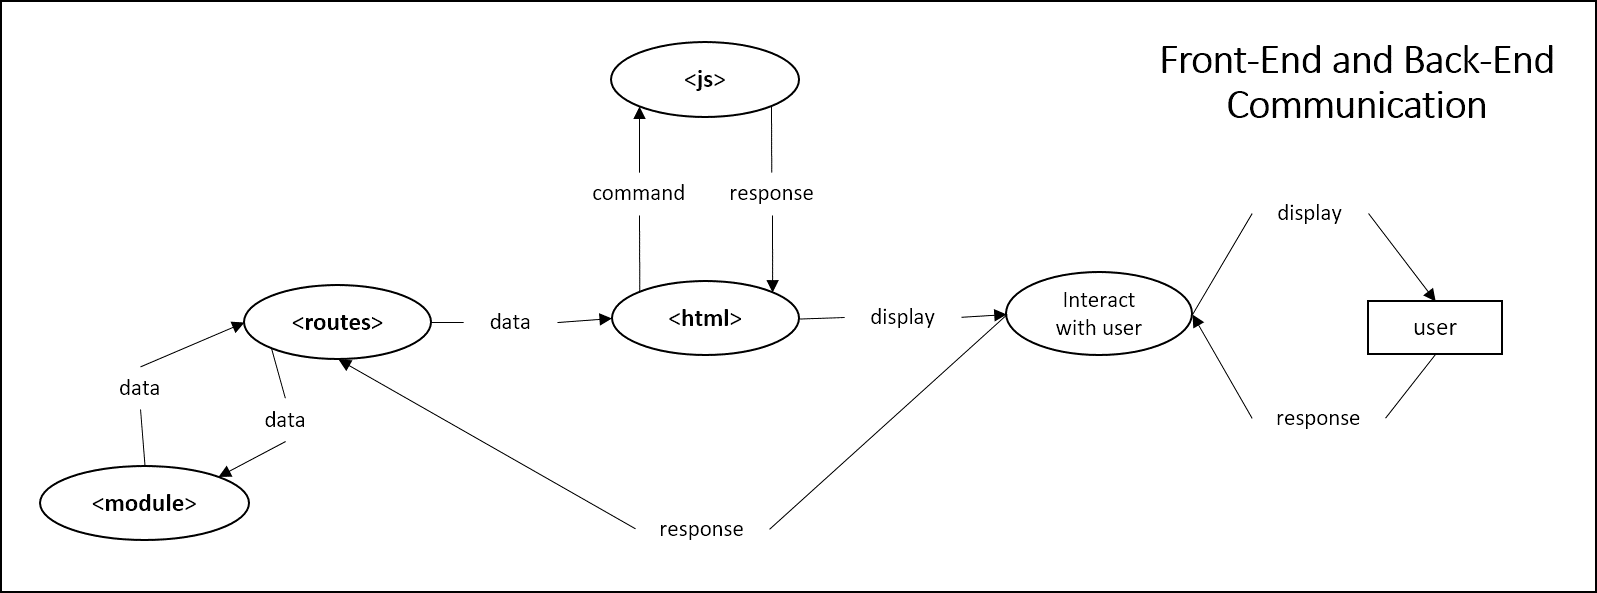 Front-End and Back-End
Communication
<js>
command
response
display
<routes>
data
<html>
display
Interact
with user
user
data
data
response
<module>
response